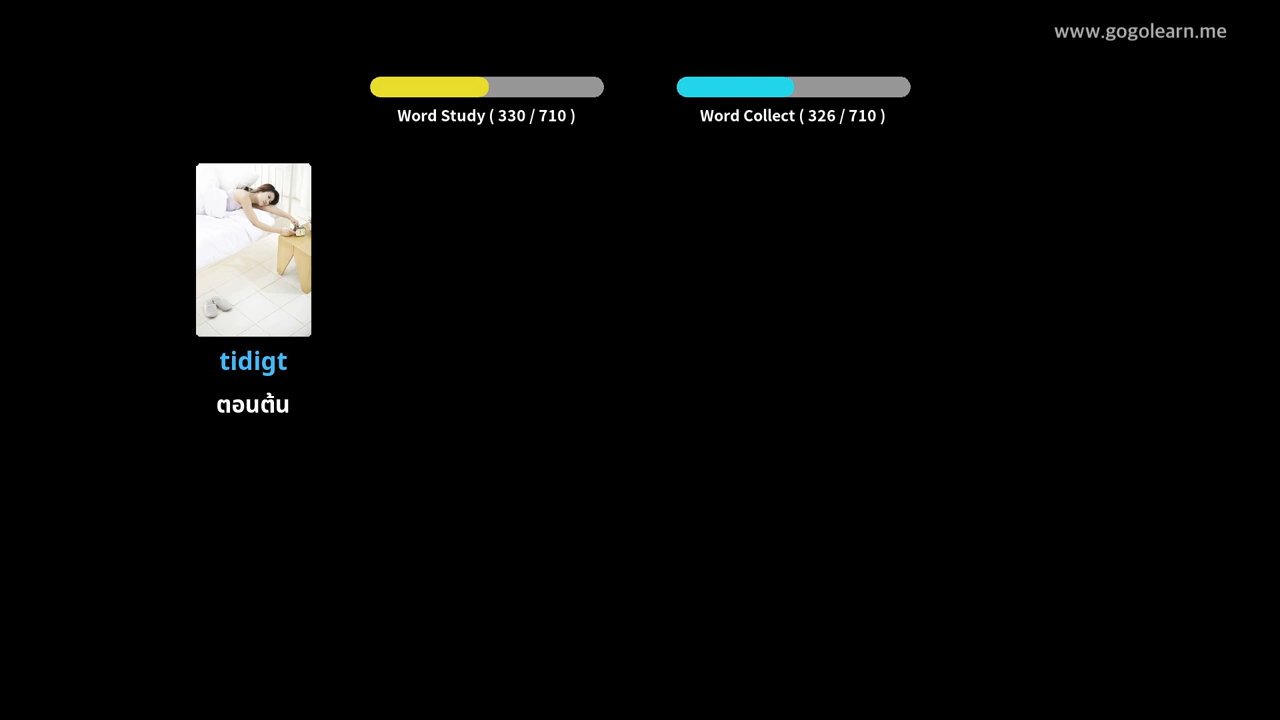 www.gogolearn.me
Word Study ( 330 / 710 )
Word Collect ( 326 / 710 )
tidigt
ตอนต้น